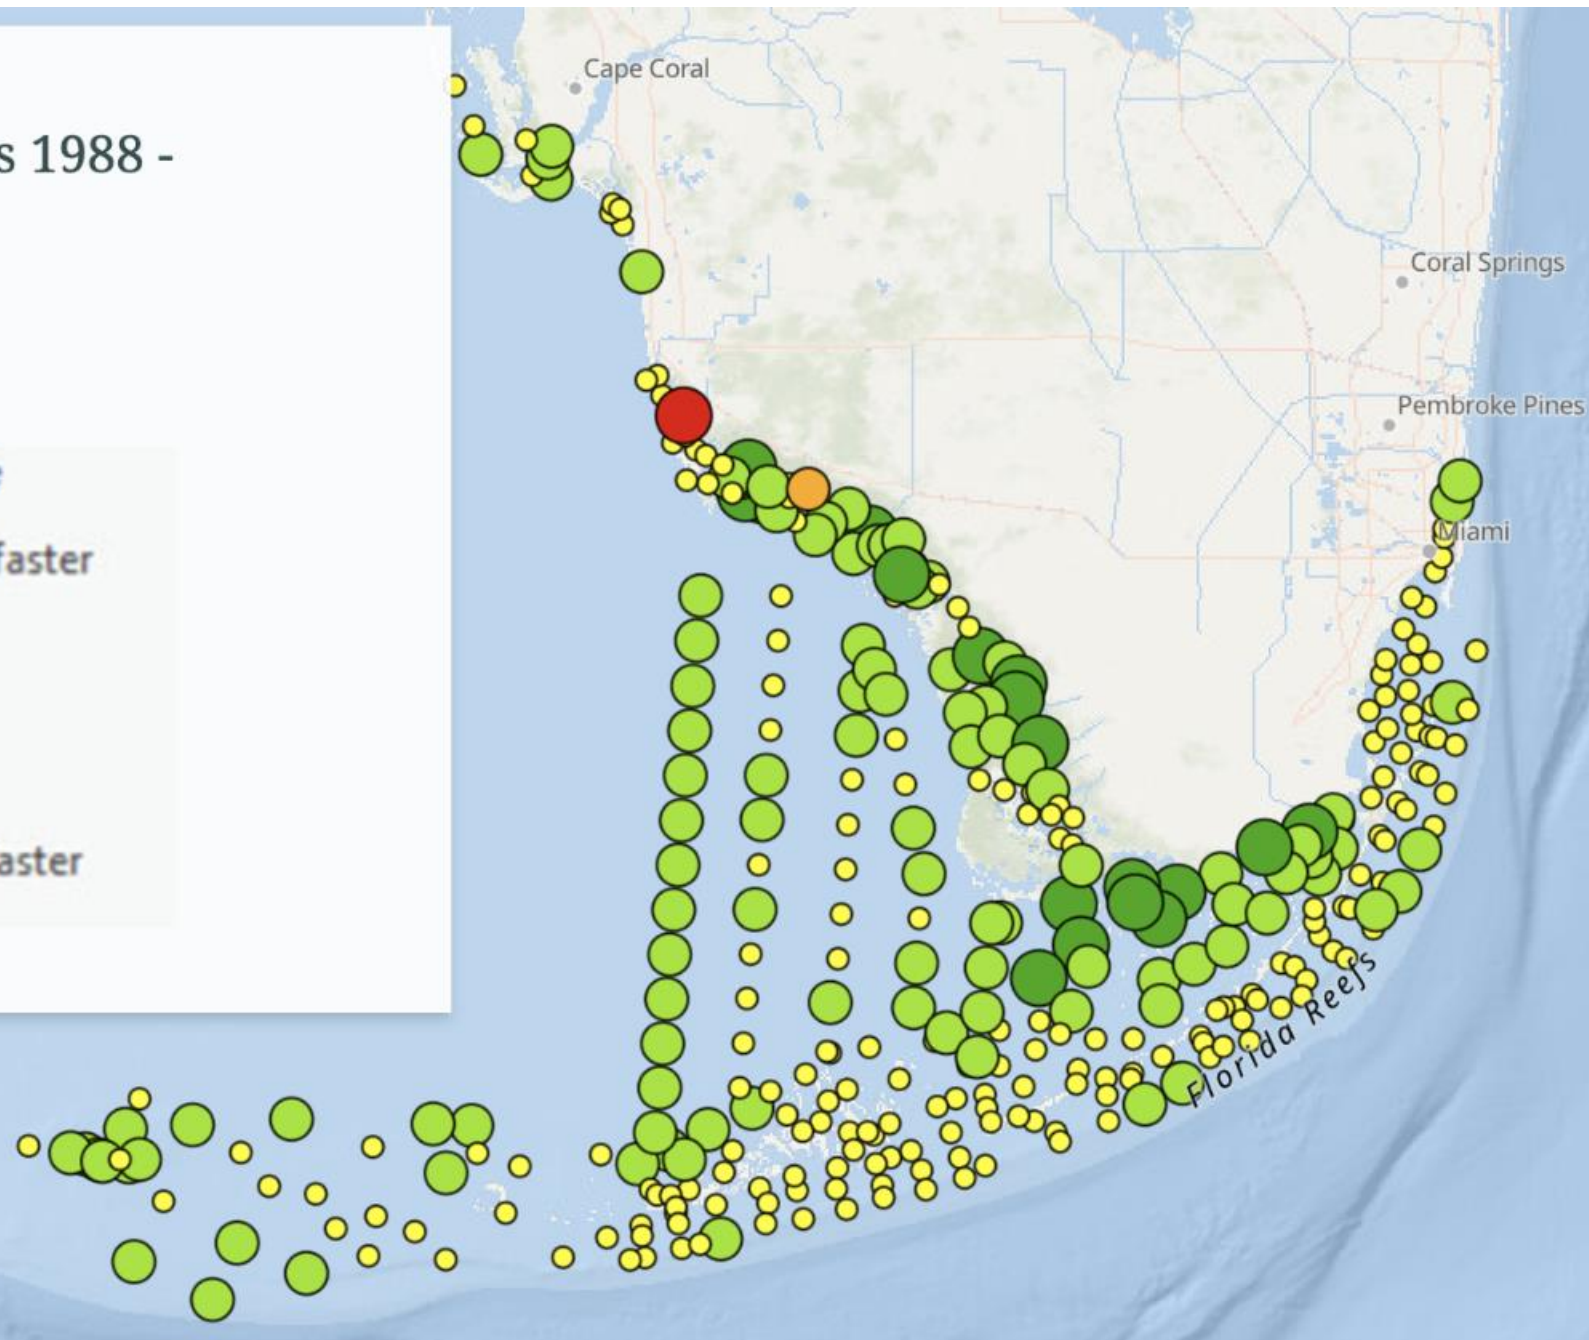 Cape Coral
s 1988 -
Coral Springs
Pembroke Pines
Miami
faster
aster
Florida Reefs